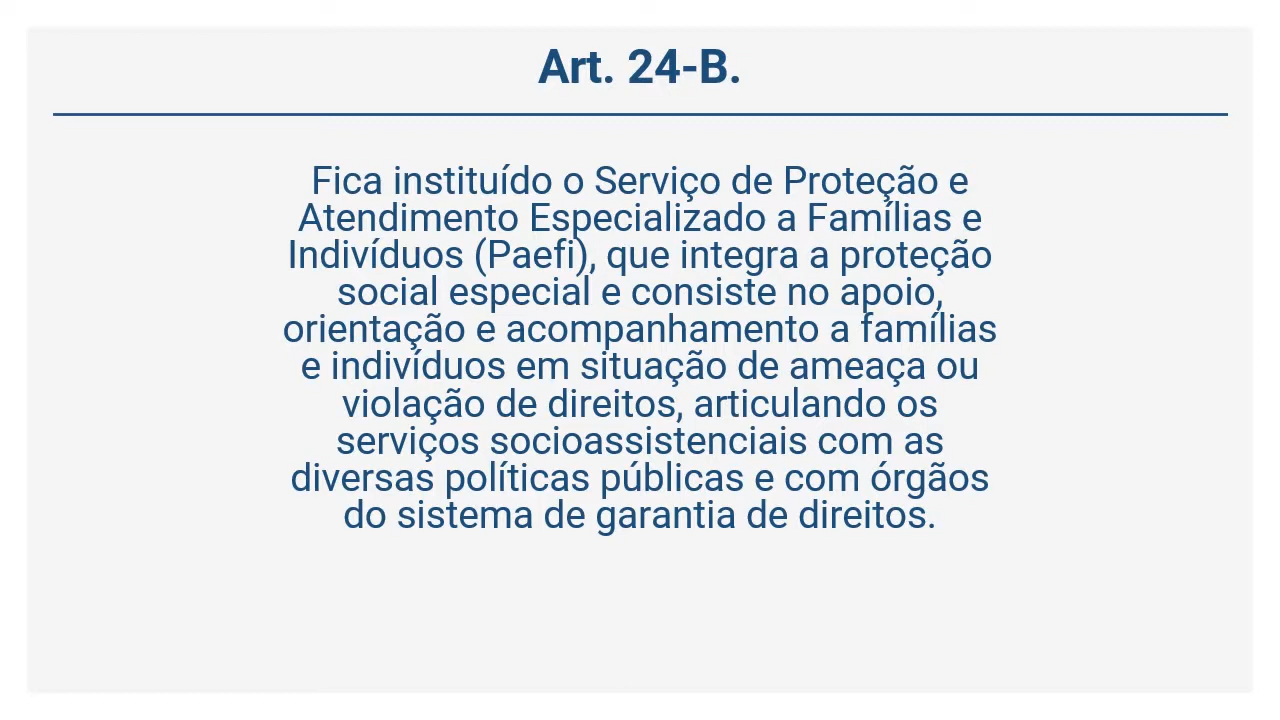 Art. 24-B.
Fica instituído o Serviço de Proteção e
Atendimento Especializado a Famílias e
Indivíduos (Paefi), que integra a proteção
social especial e consiste no apoio,
orientação e acompanhamento a famílias
e indivíduos em situação de ameaça ou
violação de direitos, articulando os
serviços socioassistenciais com as
diversas políticas públicas e com órgãos
do sistema de garantia de direitos.